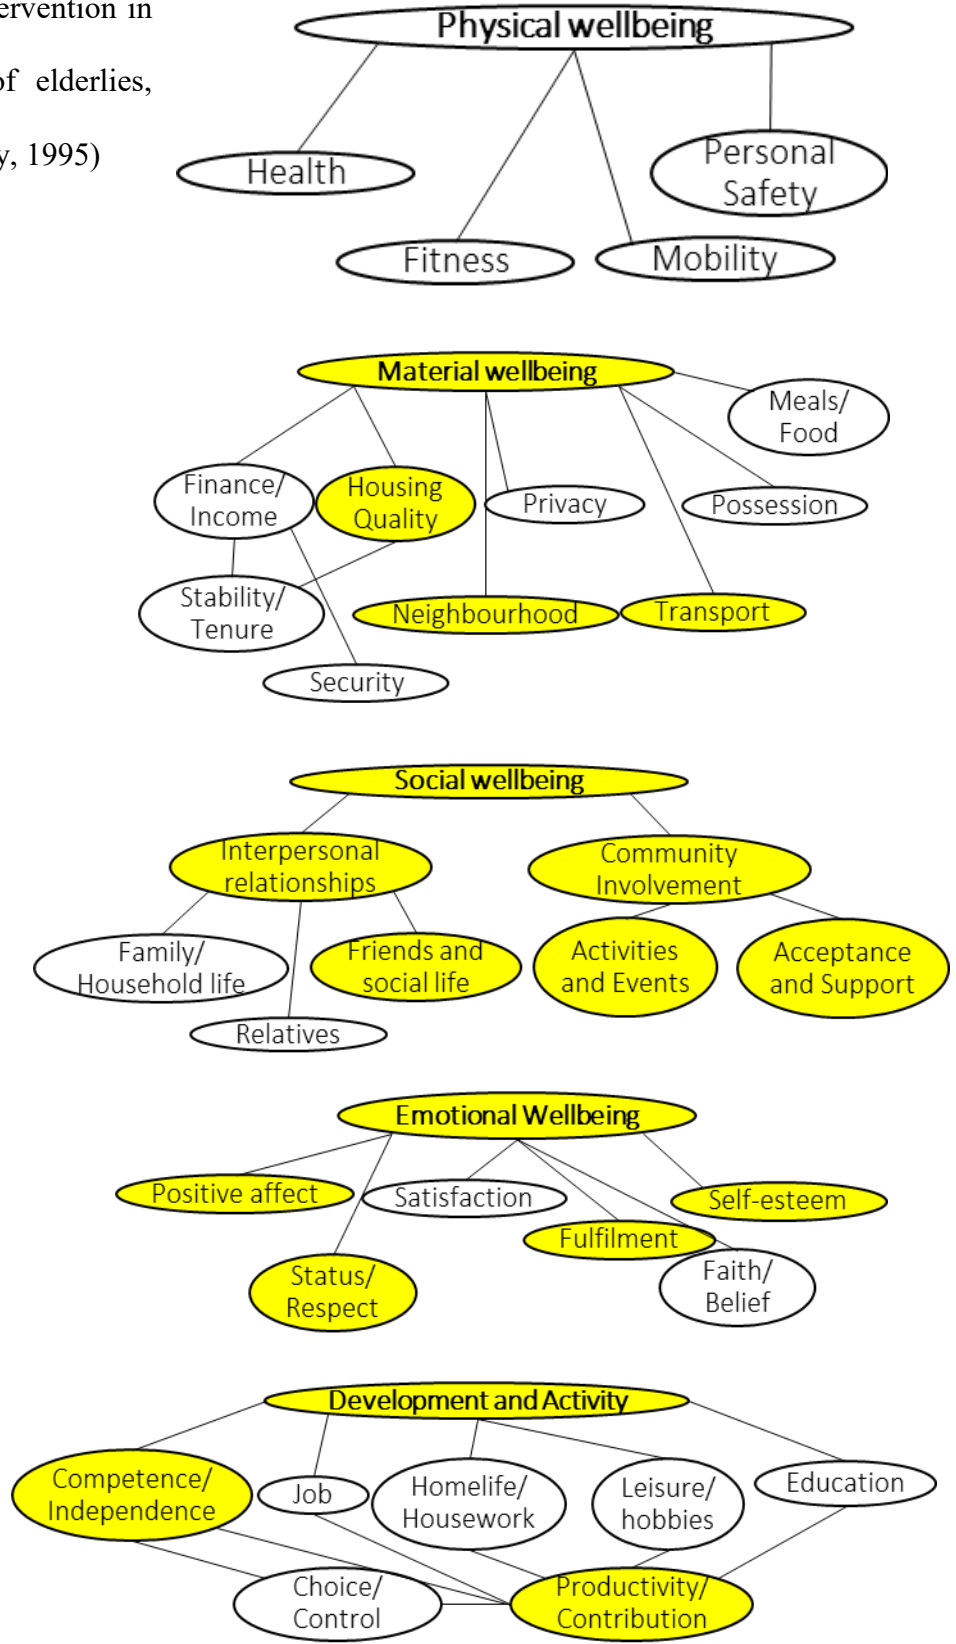 ervention in
of elderlies,
y, 1995)
Physical wellbeing
Health
Personal
Safety
Fitness
Mobility
Material wellbeing
Meals/
Food
Finance/
Income
Housing
Quality
Privacy
Possession
Stability/
Tenure
Neighbourhood
Transport
Security
Social wellbeing
Interpersonal
relationships
Community
Involvement
Family/
Household life
Friends and
social life
Activities
and Events
Acceptance
and Support
Relatives
Emotional Wellbeing
Positive affect
Satisfaction
Self-esteem
Fulfilment
Status/
Respect
Faith/
Belief
Development and Activity
Competence/
Independence
Job
Homelife/
Housework
Leisure/
hobbies
Education
Choice/
Control
Productivity/
Contribution